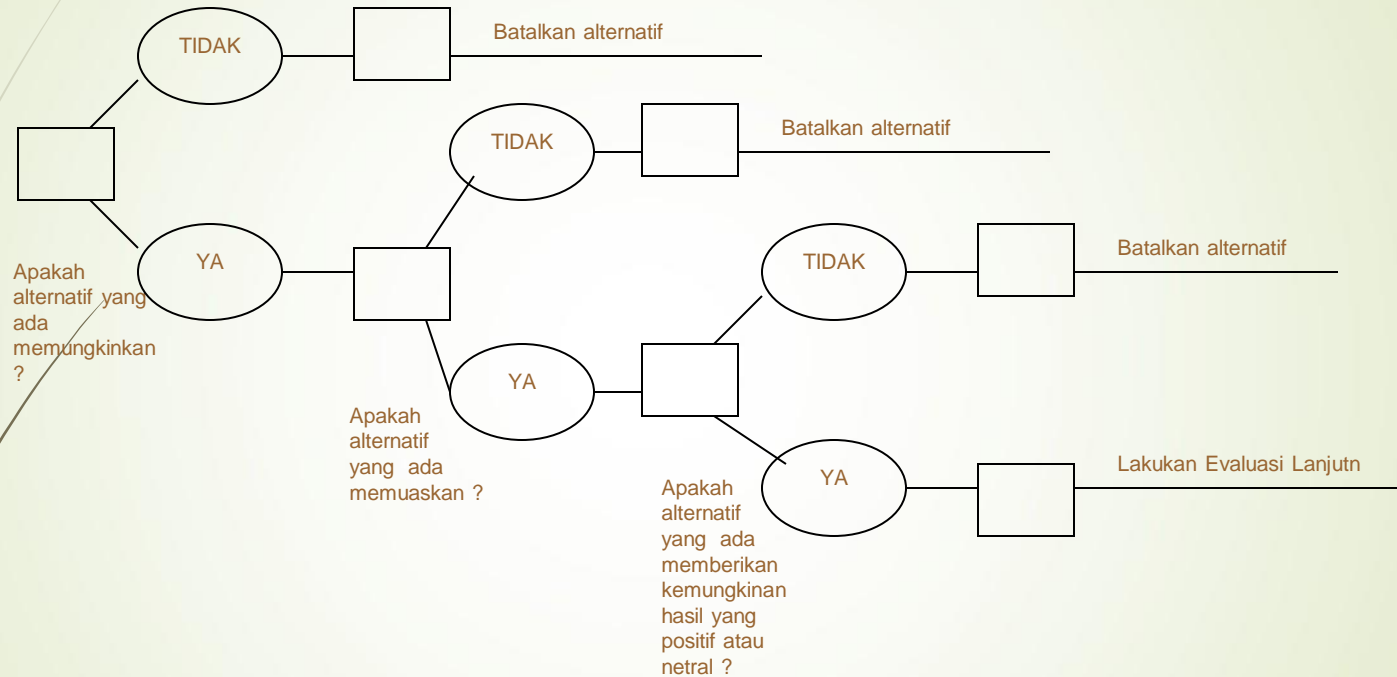 TIDAK
Batalkan alternatif
TIDAK
Batalkan alternatif
YA
Apakah
alternatif yang
ada
memungkinkan
?
TIDAK
Batalkan alternatif
YA
Apakah
alternatif
yang ada
memuaskan ?
YA
Lakukan Evaluasi Lanjutn
Apakah
alternatif
yang ada
memberikan
kemungkinan
hasil yang
positif atau
netral ?